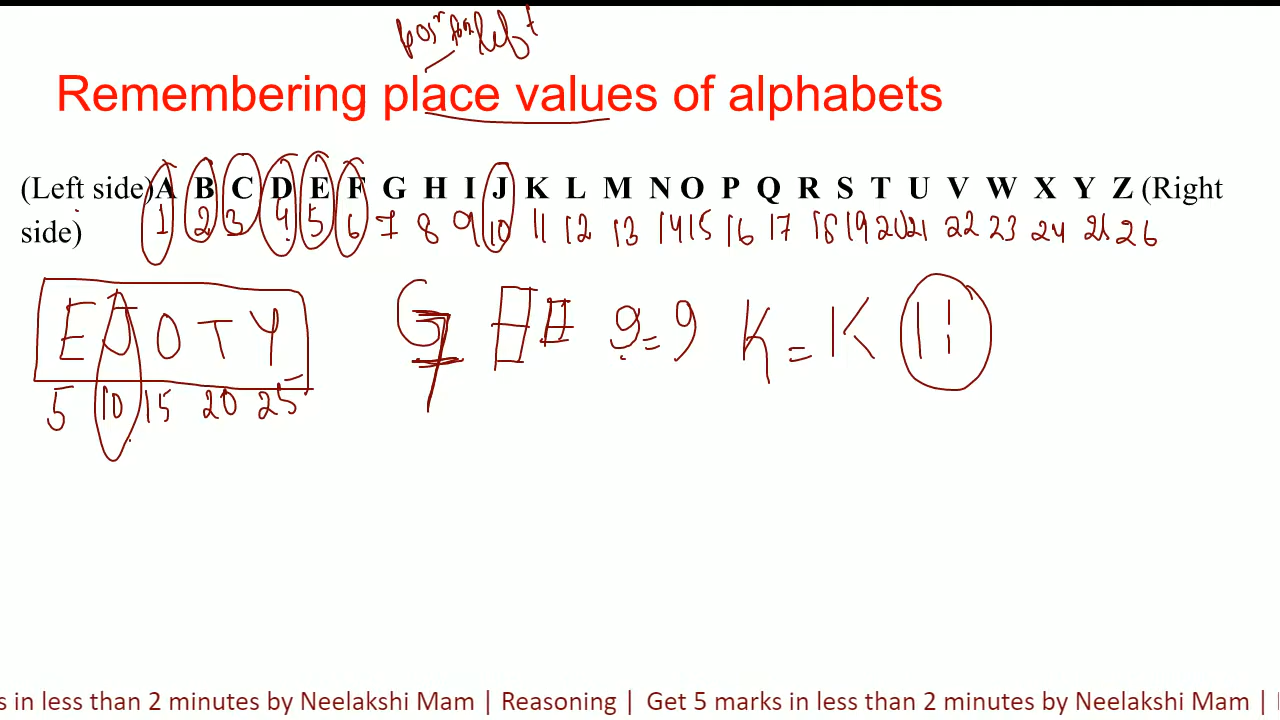 left
Remembering place values of alphabets
(Left side)A B C D E F G H I J K L M N O P Q R S T U V W X Y Z (Right
side)
1 2 3 4 5 6 7 8 9 10 11 12 13 14 15 16 17 18 19 20 21 22 23 24 25 26
E J O T Y G H 9 = 9 K = K 11
5 10 15 20 25 7
s in less than 2 minutes by Neelakshi Mam | Reasoning | Get 5 marks in less than 2 minutes by Neelakshi Mam |